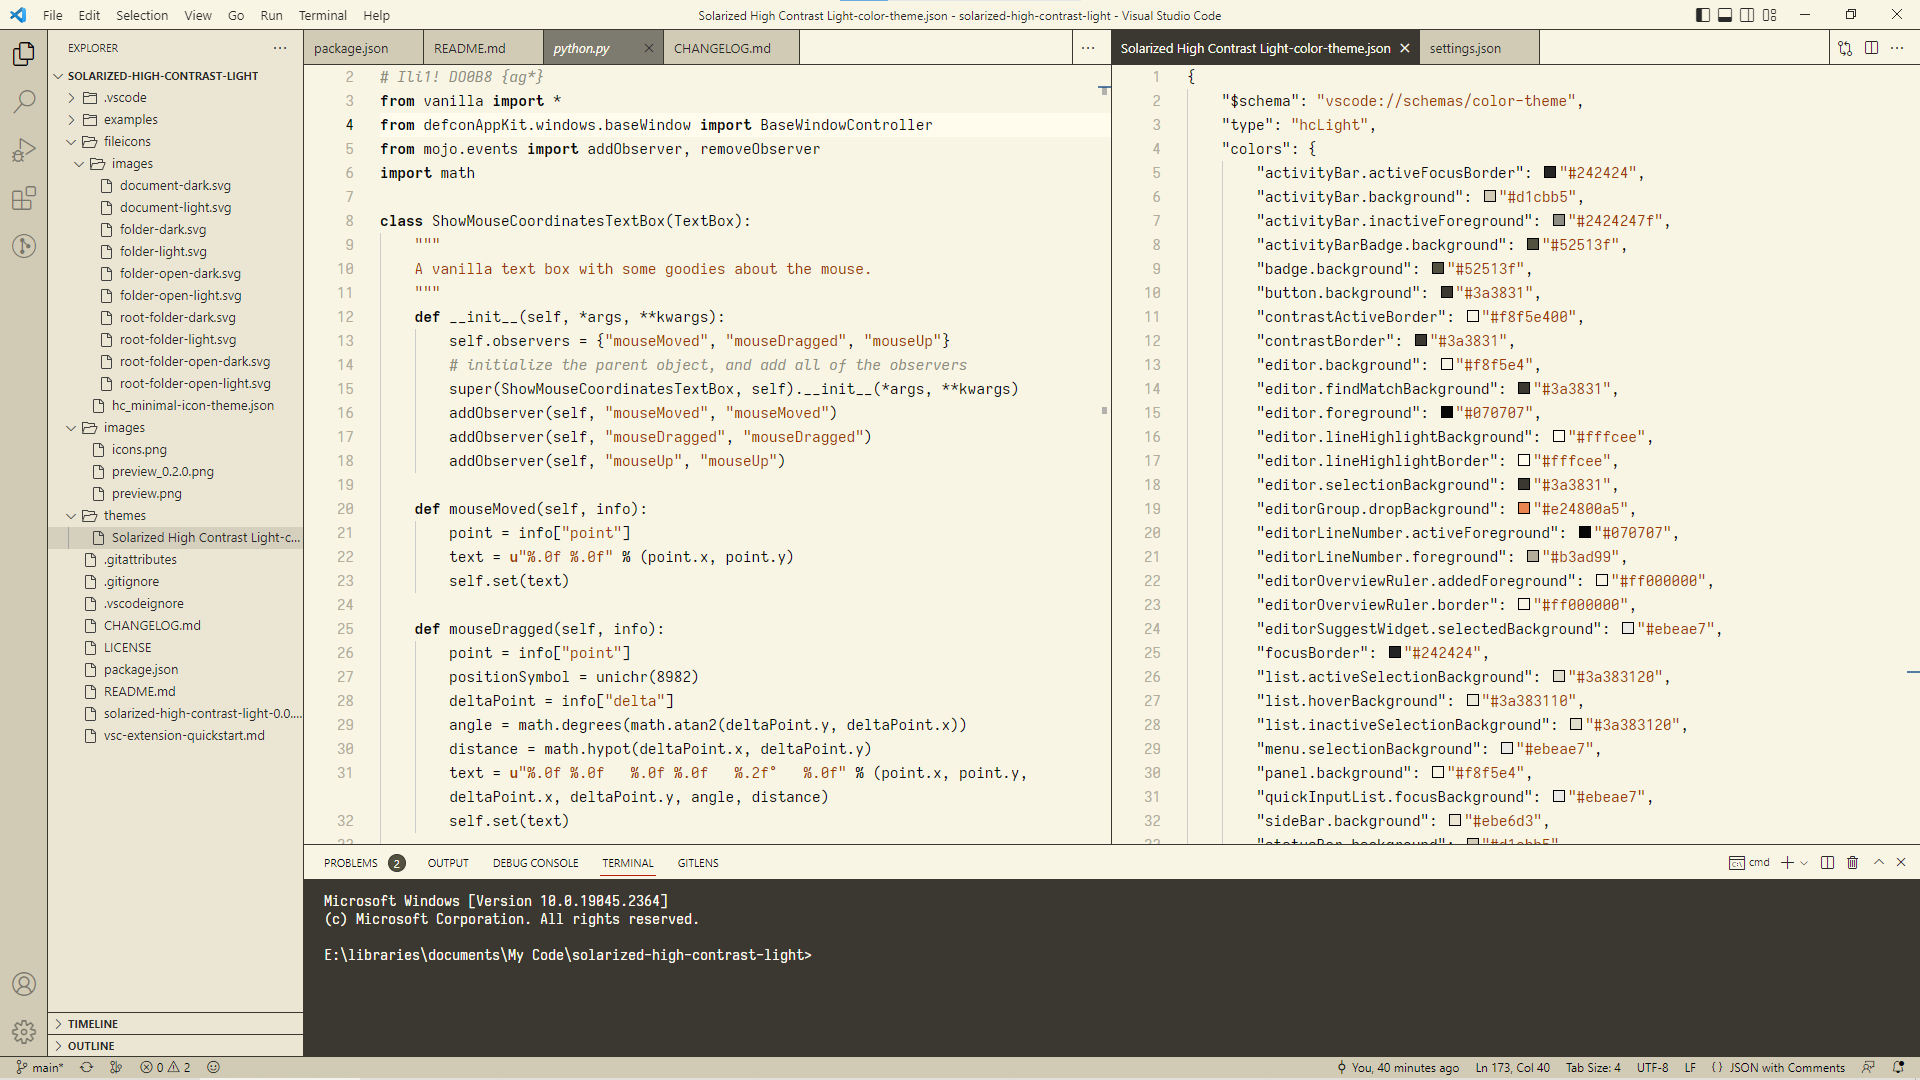 File Edit Selection View Go Run Terminal Help
Solarized High Contrast Light-color-theme.json - solarized-high-contrast-light - Visual Studio Code
EXPLORER
SOLARIZED-HIGH-CONTRAST-LIGHT
.vscode
examples
fileicons
images
document-dark.svg
document-light.svg
folder-dark.svg
folder-light.svg
folder-open-dark.svg
folder-open-light.svg
root-folder-dark.svg
root-folder-light.svg
root-folder-open-dark.svg
root-folder-open-light.svg
hc_minimal-icon-theme.json
images
icons.png
preview_0.2.0.png
preview.png
themes
Solarized High Contrast Light-c...
.gitattributes
.gitignore
.vscodeignore
CHANGELOG.md
LICENSE
package.json
README.md
solarized-high-contrast-light-0.0....
vsc-extension-quickstart.md
TIMELINE
OUTLINE
package.json README.md python.py CHANGELOG.md
2 # Ili1! DO0B8 {ag*}
3 from vanilla import *
4 from defconAppKit.windows.baseWindow import BaseWindowController
5 from mojo.events import addObserver, removeObserver
6 import math
7
8 class ShowMouseCoordinatesTextBox(TextBox):
9 """
10 A vanilla text box with some goodies about the mouse.
11 """
12 def __init__(self, *args, **kwargs):
13 self.observers = {"mouseMoved", "mouseDragged", "mouseUp"}
14 # initialize the parent object, and add all of the observers
15 super(ShowMouseCoordinatesTextBox, self).__init__(*args, **kwargs)
16 addObserver(self, "mouseMoved", "mouseMoved")
17 addObserver(self, "mouseDragged", "mouseDragged")
18 addObserver(self, "mouseUp", "mouseUp")
19
20 def mouseMoved(self, info):
21 point = info["point"]
22 text = u"%.0f %.0f" % (point.x, point.y)
23 self.set(text)
24
25 def mouseDragged(self, info):
26 point = info["point"]
27 positionSymbol = unichr(8982)
28 deltaPoint = info["delta"]
29 angle = math.degrees(math.atan2(deltaPoint.y, deltaPoint.x))
30 distance = math.hypot(deltaPoint.x, deltaPoint.y)
31 text = u"%.0f %.0f   %.0f %.0f   %.2f°   %.0f" % (point.x, point.y,
deltaPoint.x, deltaPoint.y, angle, distance)
32 self.set(text)
33
Solarized High Contrast Light-color-theme.json settings.json
1 {
2 "$schema": "vscode://schemas/color-theme",
3 "type": "hcLight",
4 "colors": {
5 "activityBar.activeFocusBorder": "#242424",
6 "activityBar.background": "#d1cbb5",
7 "activityBar.inactiveForeground": "#2424247f",
8 "activityBarBadge.background": "#52513f",
9 "badge.background": "#52513f",
10 "button.background": "#3a3831",
11 "contrastActiveBorder": "#f8f5e400",
12 "contrastBorder": "#3a3831",
13 "editor.background": "#f8f5e4",
14 "editor.findMatchBackground": "#3a3831",
15 "editor.foreground": "#070707",
16 "editor.lineHighlightBackground": "#fffcee",
17 "editor.lineHighlightBorder": "#fffcee",
18 "editor.selectionBackground": "#3a3831",
19 "editorGroup.dropBackground": "#e24800a5",
20 "editorLineNumber.activeForeground": "#070707",
21 "editorLineNumber.foreground": "#b3ad99",
22 "editorOverviewRuler.addedForeground": "#ff000000",
23 "editorOverviewRuler.border": "#ff000000",
24 "editorSuggestWidget.selectedBackground": "#ebeae7",
25 "focusBorder": "#242424",
26 "list.activeSelectionBackground": "#3a383120",
27 "list.hoverBackground": "#3a383110",
28 "list.inactiveSelectionBackground": "#3a383120",
29 "menu.selectionBackground": "#ebeae7",
30 "panel.background": "#f8f5e4",
31 "quickInputList.focusBackground": "#ebeae7",
32 "sideBar.background": "#ebe6d3",
33 "statusBar.background": "#d1cbb5",
PROBLEMS 2 OUTPUT DEBUG CONSOLE TERMINAL GITLENS
cmd
Microsoft Windows [Version 10.0.19045.2364]
(c) Microsoft Corporation. All rights reserved.
E:\libraries\documents\My Code\solarized-high-contrast-light>
main* 0 2 You, 40 minutes ago Ln 173, Col 40 Tab Size: 4 UTF-8 LF { } JSON with Comments